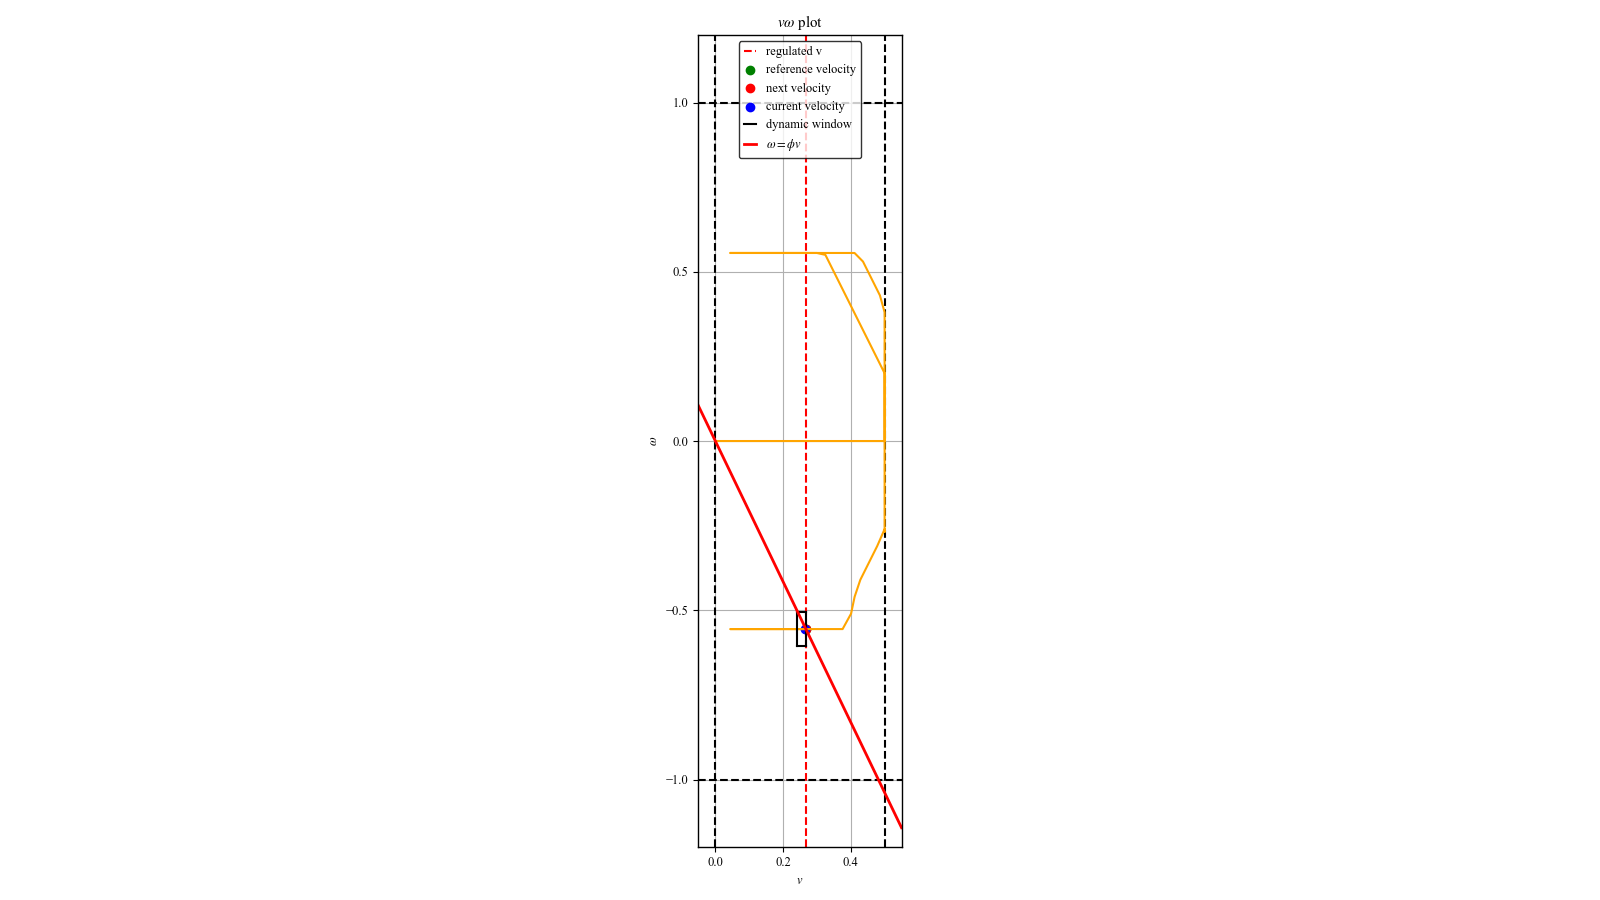 vω plot
regulated v
reference velocity
next velocity
current velocity
dynamic window
ω = ϕv
1.0
0.5
0.0
−0.5
−1.0
ω
0.0 0.2 0.4
v